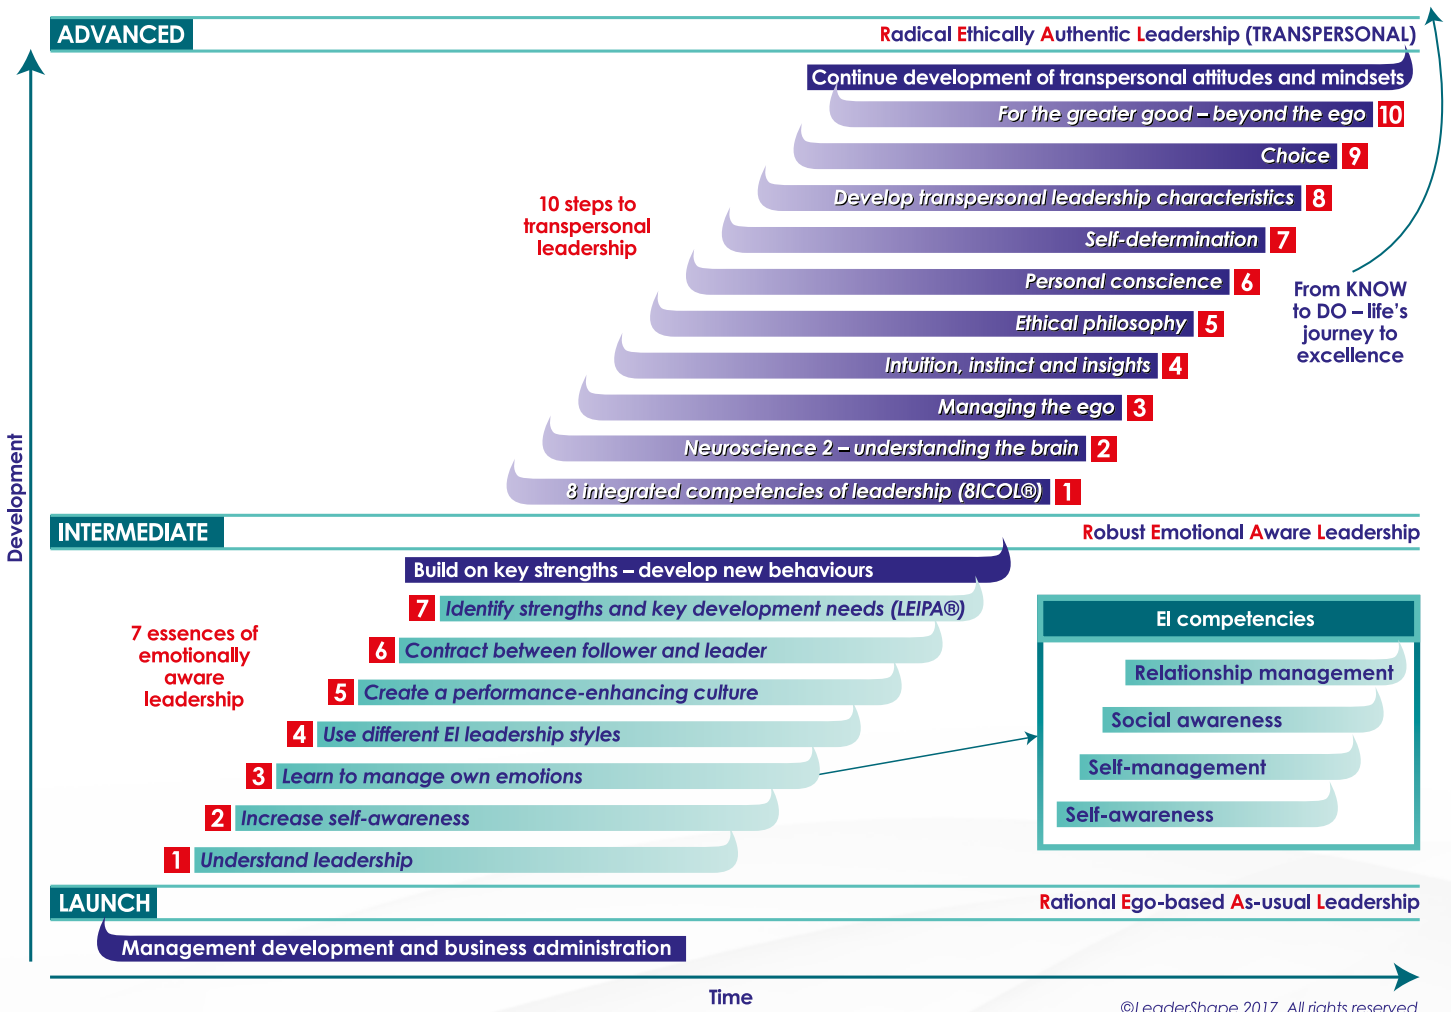 ADVANCED
Radical Ethically Authentic Leadership (TRANSPERSONAL)
Continue development of transpersonal attitudes and mindsets
For the greater good – beyond the ego 10
Choice 9
Develop transpersonal leadership characteristics 8
Self-determination 7
Personal conscience 6
Ethical philosophy 5
Intuition, instinct and insights 4
Managing the ego 3
Neuroscience 2 – understanding the brain 2
8 integrated competencies of leadership (8ICOL®) 1
10 steps to
transpersonal
leadership
From KNOW
to DO – life's
journey to
excellence
Development
INTERMEDIATE
Robust Emotional Aware Leadership
Build on key strengths – develop new behaviours
7 Identify strengths and key development needs (LEIPA®)
6 Contract between follower and leader
5 Create a performance-enhancing culture
4 Use different EI leadership styles
3 Learn to manage own emotions
2 Increase self-awareness
1 Understand leadership
7 essences of
emotionally
aware
leadership
EI competencies
Relationship management
Social awareness
Self-management
Self-awareness
LAUNCH
Rational Ego-based As-usual Leadership
Management development and business administration
Time
©LeaderShape 2017. All rights reserved